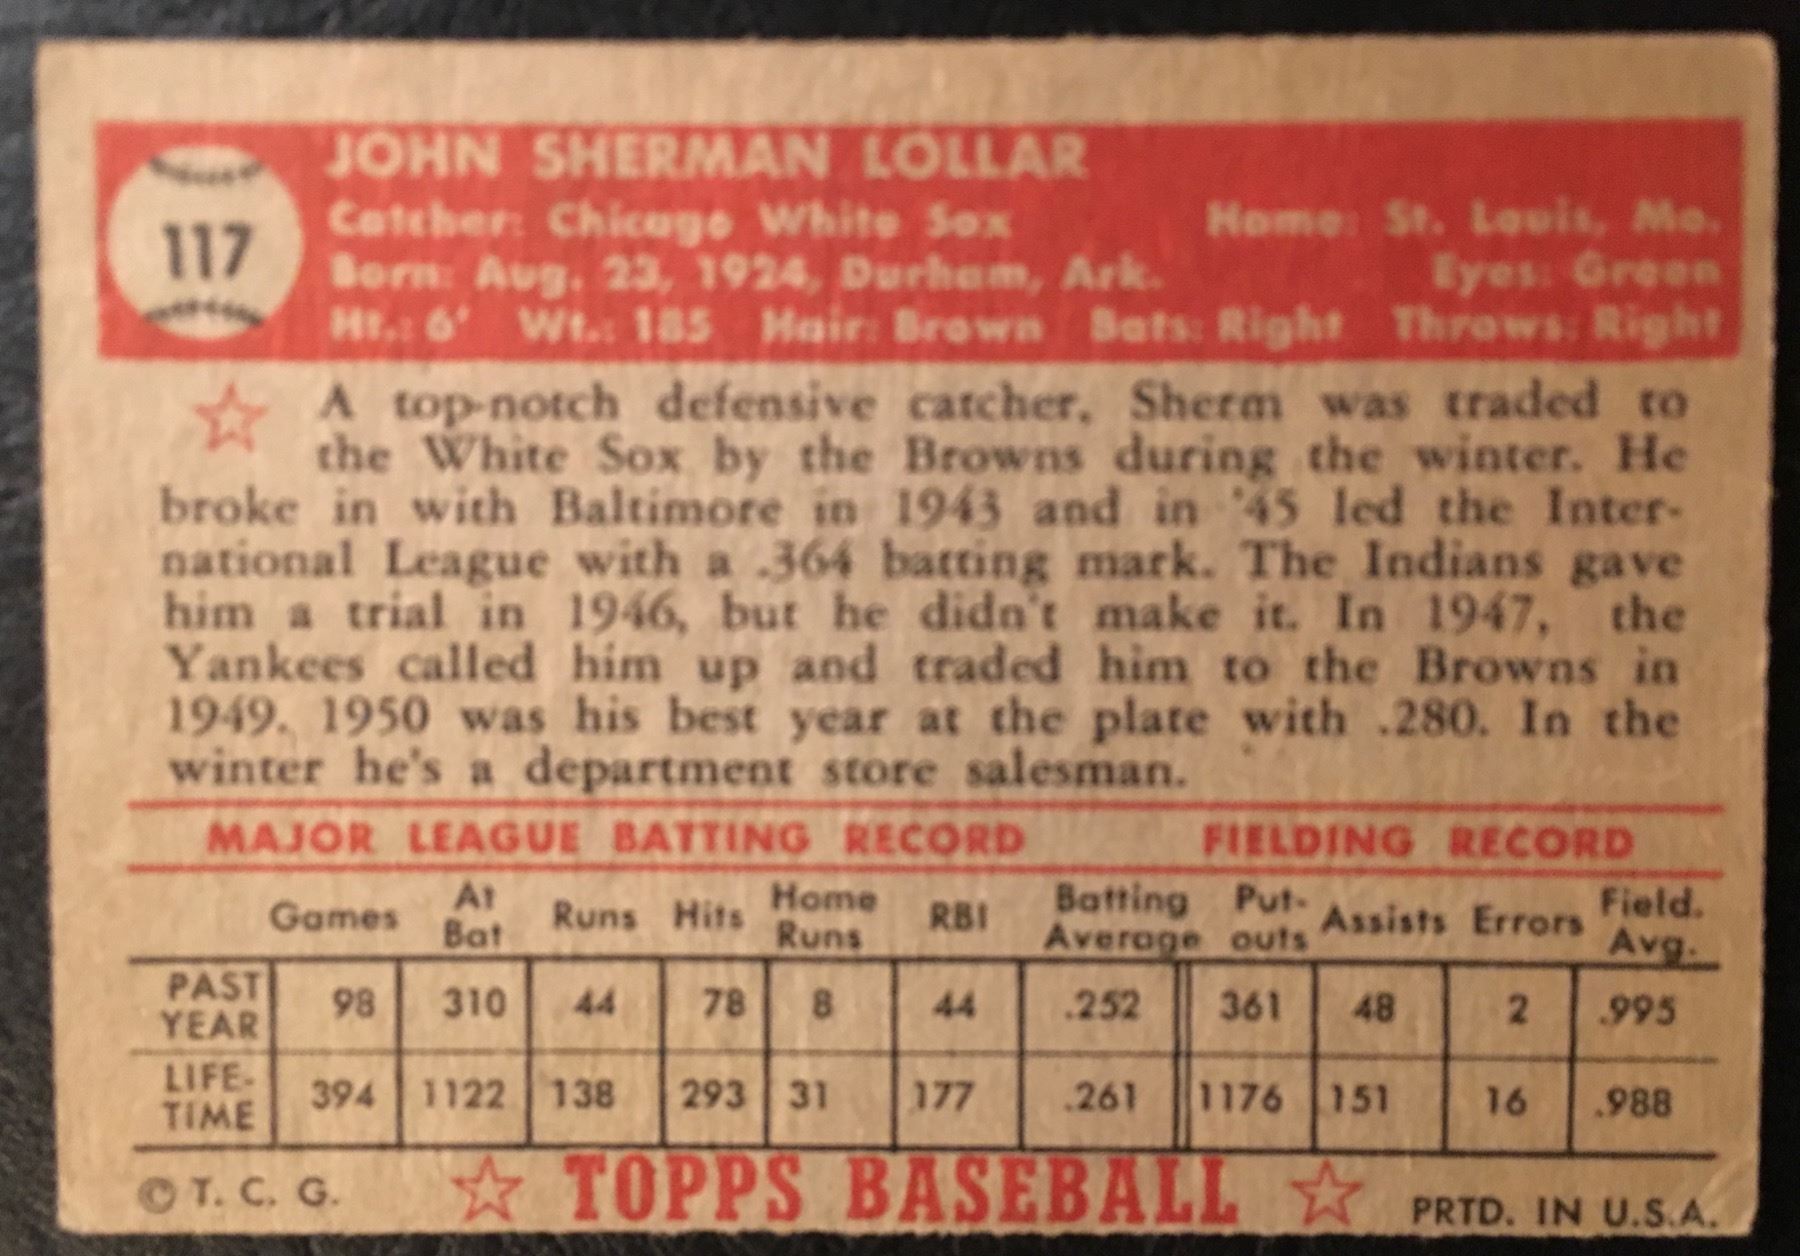 JOHN SHERMAN LOLLAR
117
Catcher: Chicago White Sox Home: St. Louis, Mo.
Born: Aug. 23, 1924, Durham, Ark. Eyes: Green
Ht.: 6' Wt.: 185 Hair: Brown Bats: Right Throws: Right
A top-notch defensive catcher, Sherm was traded to
the White Sox by the Browns during the winter. He
broke in with Baltimore in 1943 and in '45 led the Inter-
national League with a .364 batting mark. The Indians gave
him a trial in 1946, but he didn't make it. In 1947, the
Yankees called him up and traded him to the Browns in
1949. 1950 was his best year at the plate with .280. In the
winter he's a department store salesman.
MAJOR LEAGUE BATTING RECORD FIELDING RECORD
Games At Bat Runs Hits Home Runs RBI Batting Average Put-outs Assists Errors Field. Avg.
PAST YEAR 98 310 44 78 8 44 .252 361 48 2 .995
LIFE-TIME 394 1122 138 293 31 177 .261 1176 151 16 .988
© T. C. G. TOPPS BASEBALL PRTD. IN U.S.A.